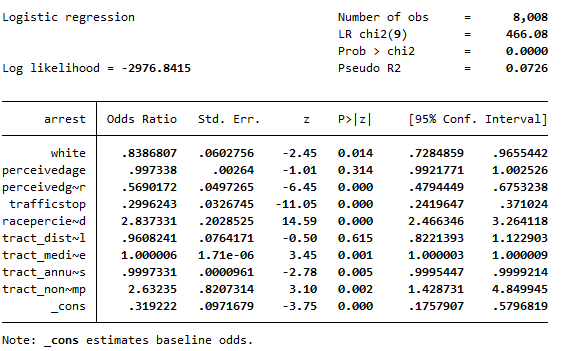 Logistic regression Number of obs = 8,008
LR chi2(9) = 466.08
Prob > chi2 = 0.0000
Log likelihood = -2976.8415 Pseudo R2 = 0.0726
arrest Odds Ratio Std. Err. z P>|z| [95% Conf. Interval]
white .8386807 .0602756 -2.45 0.014 .7284859 .9655442
perceivedage .997338 .00264 -1.01 0.314 .9921771 1.002526
perceivedg~r .5690172 .0497265 -6.45 0.000 .4794449 .6753238
trafficstop .2996243 .0326745 -11.05 0.000 .2419647 .371024
racepercie~d 2.837331 .2028525 14.59 0.000 2.466346 3.264118
tract_dist~l .9608241 .0764171 -0.50 0.615 .8221393 1.122903
tract_medi~e 1.000006 1.71e-06 3.45 0.001 1.000003 1.000009
tract_annu~s .9997331 .0000961 -2.78 0.005 .9995447 .9999214
tract_non~mp 2.63235 .8207314 3.10 0.002 1.428731 4.849945
_cons .319222 .0971679 -3.75 0.000 .1757907 .5796819
Note: _cons estimates baseline odds.